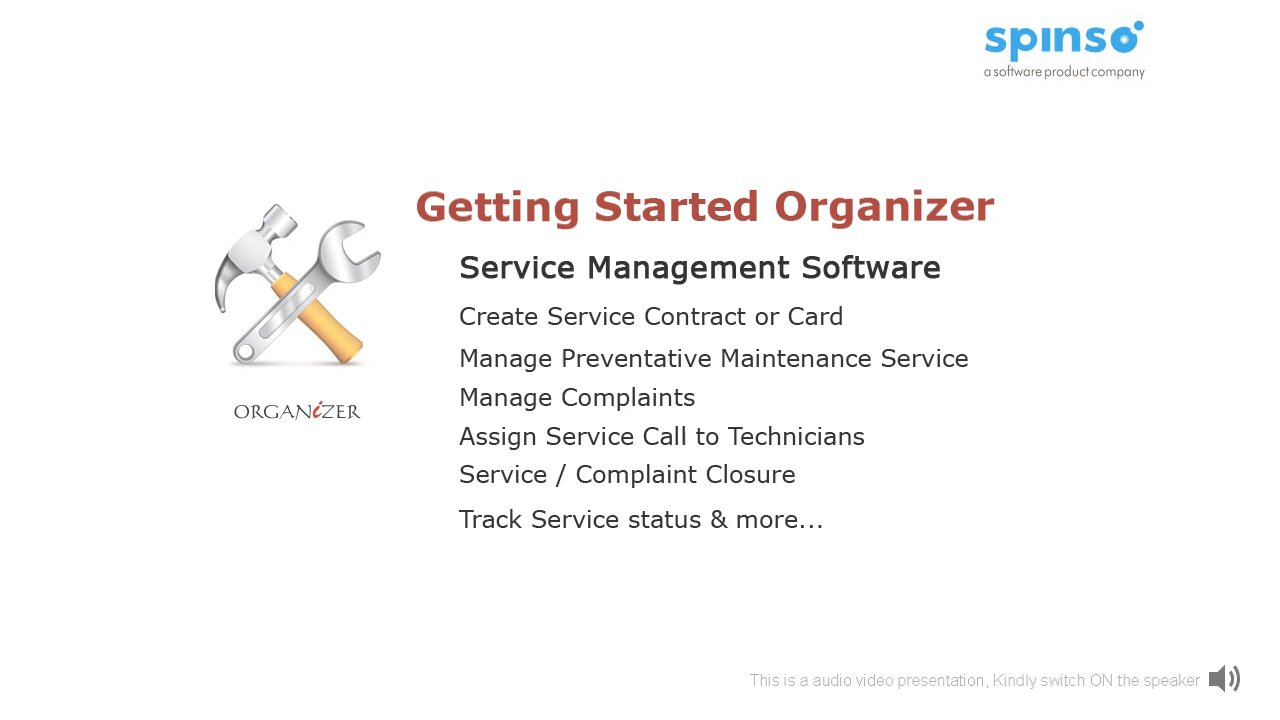 spinso
a software product company
Getting Started Organizer
Service Management Software
Create Service Contract or Card
Manage Preventative Maintenance Service
Manage Complaints
ORGANiZER
Assign Service Call to Technicians
Service / Complaint Closure
Track Service status & more...
This is a audio video presentation, Kindly switch ON the speaker